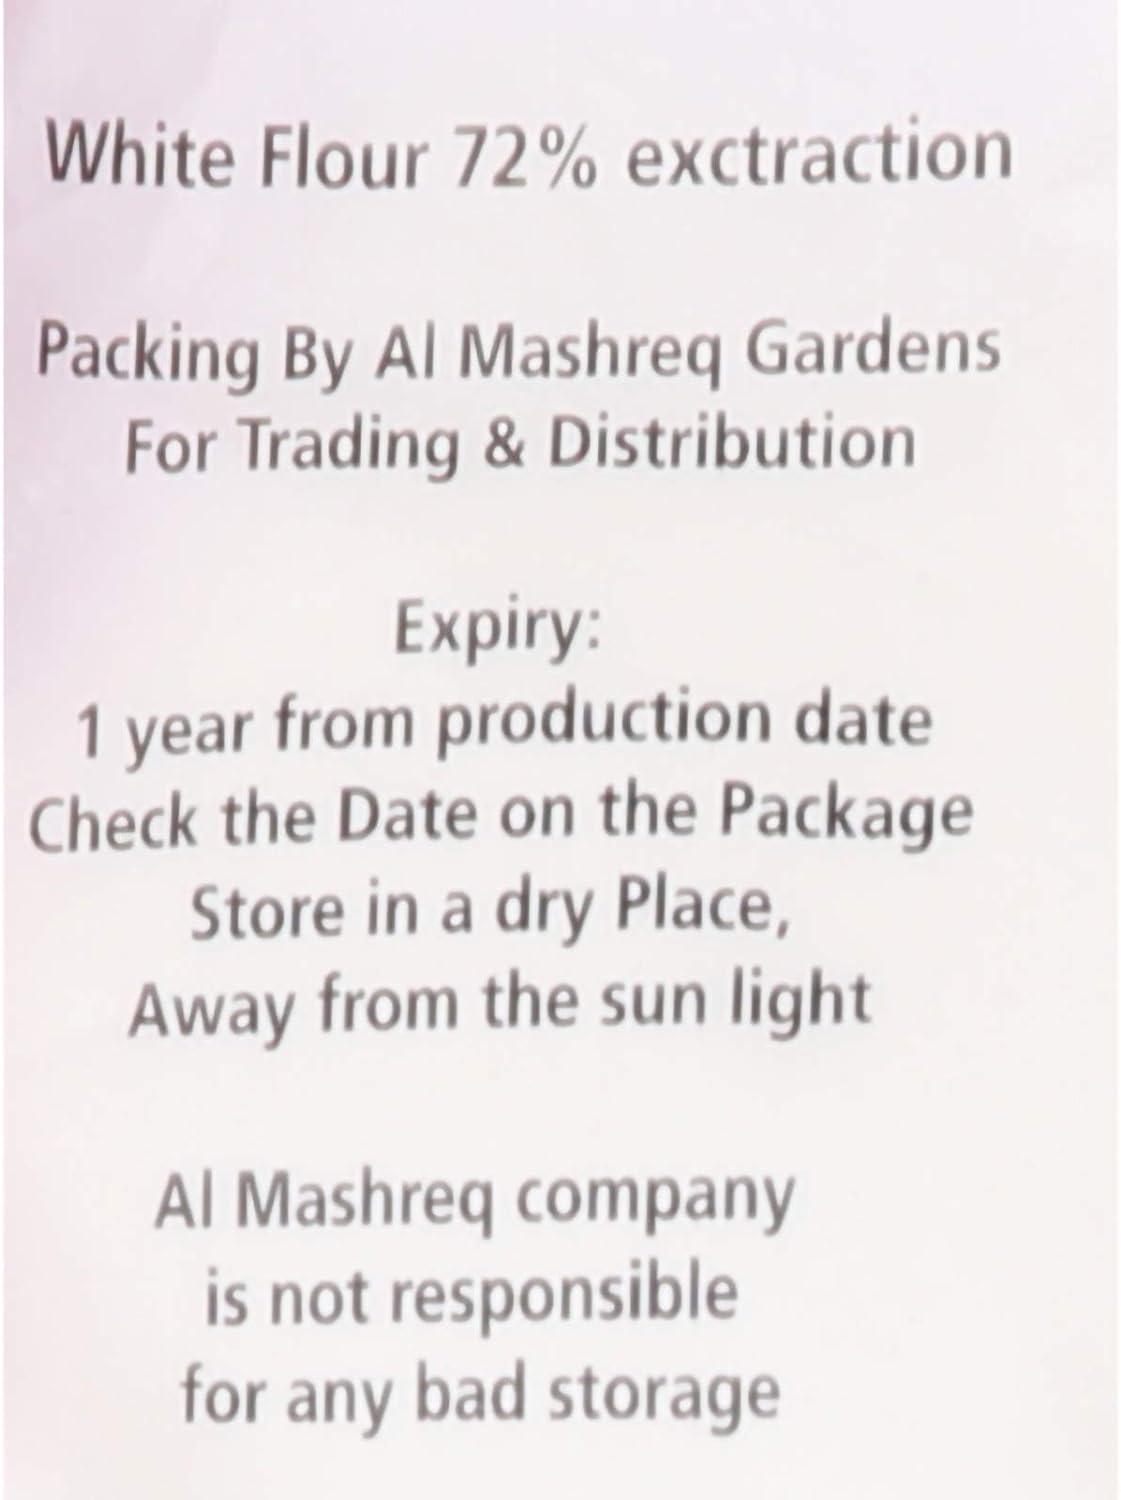 White Flour 72% exctraction
Packing By Al Mashreq Gardens
For Trading & Distribution
Expiry:
1 year from production date
Check the Date on the Package
Store in a dry Place,
Away from the sun light
Al Mashreq company
is not responsible
for any bad storage